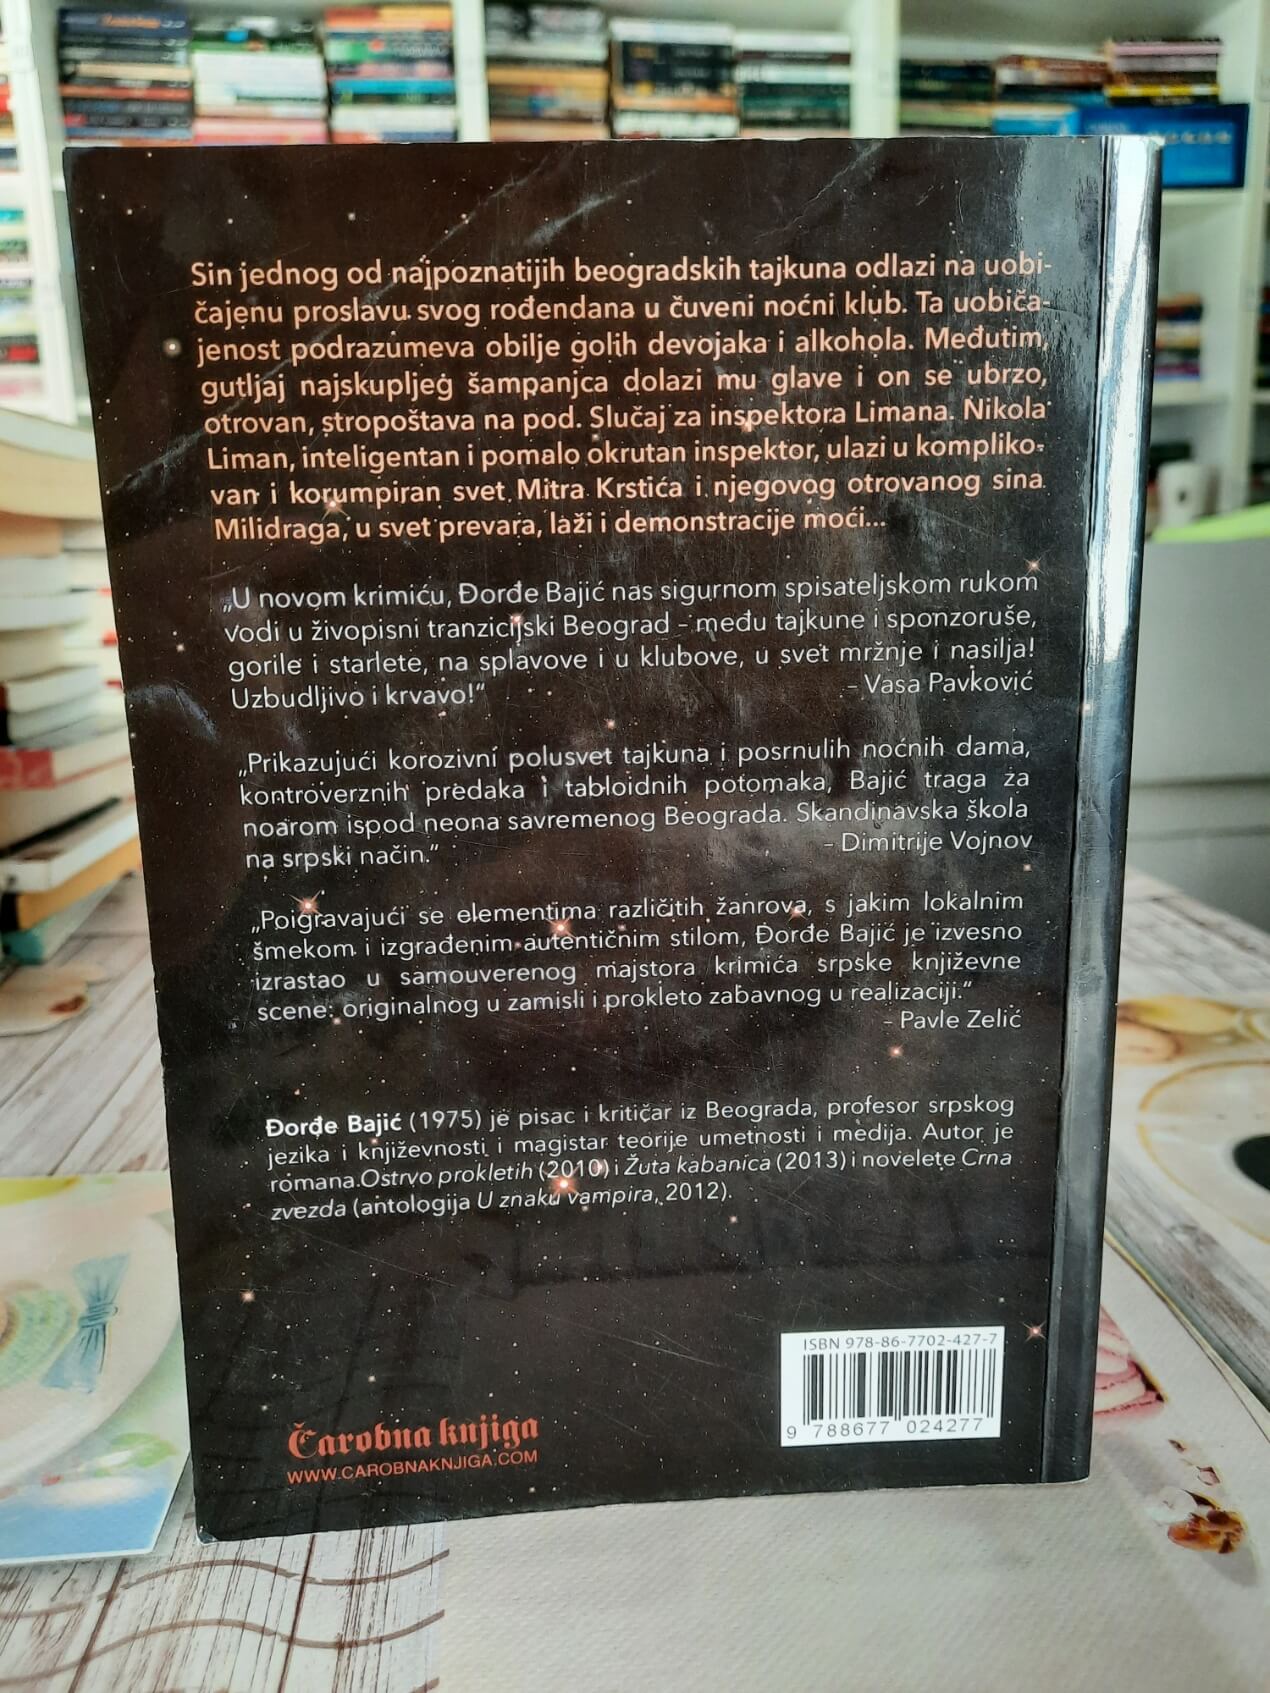 Sin jednog od najpoznatijih beogradskih tajkuna odlazi na uobi-
čajenu proslavu svog rođendana u čuveni noćni klub. Ta uobiča-
jenost podrazumeva obilje golih devojaka i alkohola. Međutim,
gutljaj najskupljeg šampanjca dolazi mu glave i on se ubrzo,
otrovan, stropoštava na pod. Slučaj za inspektora Limana. Nikola
Liman, inteligentan i pomalo okrutan inspektor, ulazi u kompliko-
van i korumpiran svet Mitra Krstića i njegovog otrovanog sina
Milidraga, u svet prevara, laži i demonstracije moći...
„U novom krimiću, Đorđe Bajić nas sigurnom spisateljskom rukom
vodi u živopisni tranzicijski Beograd – među tajkune i sponzoruše,
gorile i starlete, na splavove i u klubove, u svet mržnje i nasilja!
Uzbudljivo i krvavo!“
– Vasa Pavković
„Prikazujući korozivni polusvet tajkuna i posrnulih noćnih dama,
kontroverznih predaka i tabloidnih potomaka, Bajić traga za
noarom ispod neona savremenog Beograda. Skandinavska škola
na srpski način.“
– Dimitrije Vojnov
„Poigravajući se elementima različitih žanrova, s jakim lokalnim
šmekom i izgrađenim autentičnim stilom, Đorđe Bajić je izvesno
izrastao u samouverenog majstora krimića srpske književne
scene: originalnog u zamisli i prokleto zabavnog u realizaciji.“
– Pavle Zelić
Đorđe Bajić (1975) je pisac i kritičar iz Beograda, profesor srpskog
jezika i književnosti i magistar teorije umetnosti i medija. Autor je
romana Ostrvo prokletih (2010) i Žuta kabanica (2013) i novelete Crna
zvezda (antologija U znaku vampira, 2012).
ISBN 978-86-7702-427-7
9 788677 024277
Čarobna knjiga
WWW.CAROBNAKNJIGA.COM